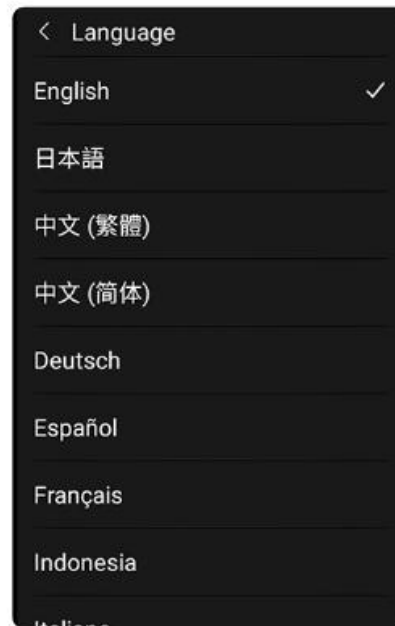 Language
English
日本語
中文 (繁體)
中文 (简体)
Deutsch
Español
Français
Indonesia